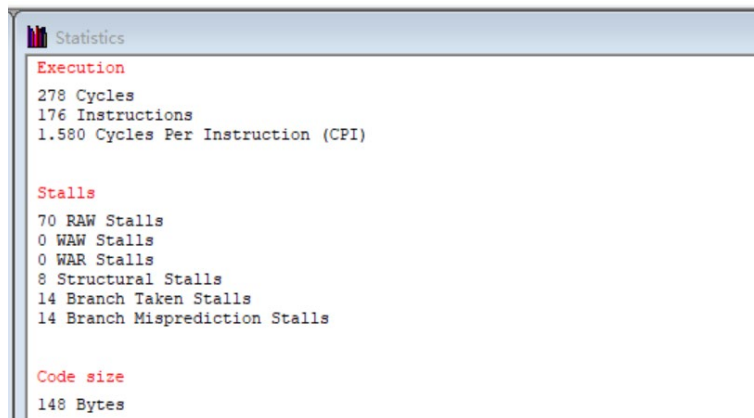 Statistics
Execution
278 Cycles
176 Instructions
1.580 Cycles Per Instruction (CPI)
Stalls
70 RAW Stalls
0 WAW Stalls
0 WAR Stalls
8 Structural Stalls
14 Branch Taken Stalls
14 Branch Misprediction Stalls
Code size
148 Bytes